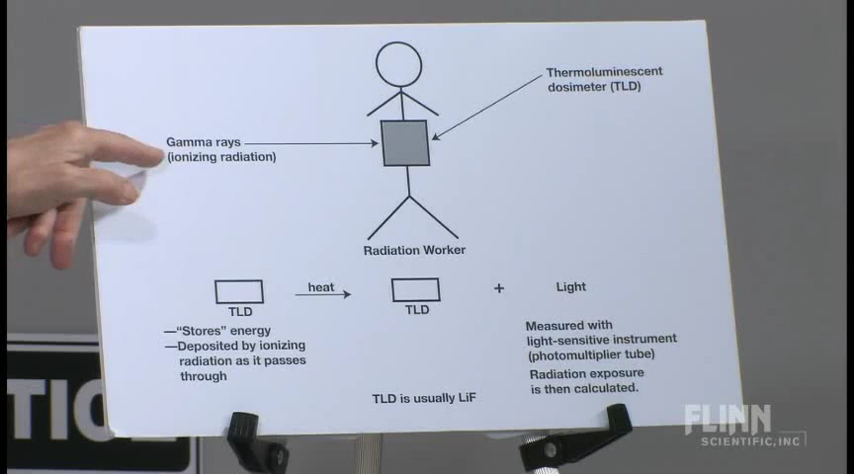 Thermoluminescent
dosimeter (TLD)
Gamma rays
(ionizing radiation)
Radiation Worker
heat
+
Light
TLD
TLD
—"Stores" energy
—Deposited by ionizing
radiation as it passes
through
Measured with
light-sensitive instrument
(photomultiplier tube)
Radiation exposure
is then calculated.
TLD is usually LiF
TIC
FLINN
SCIENTIFIC, INC